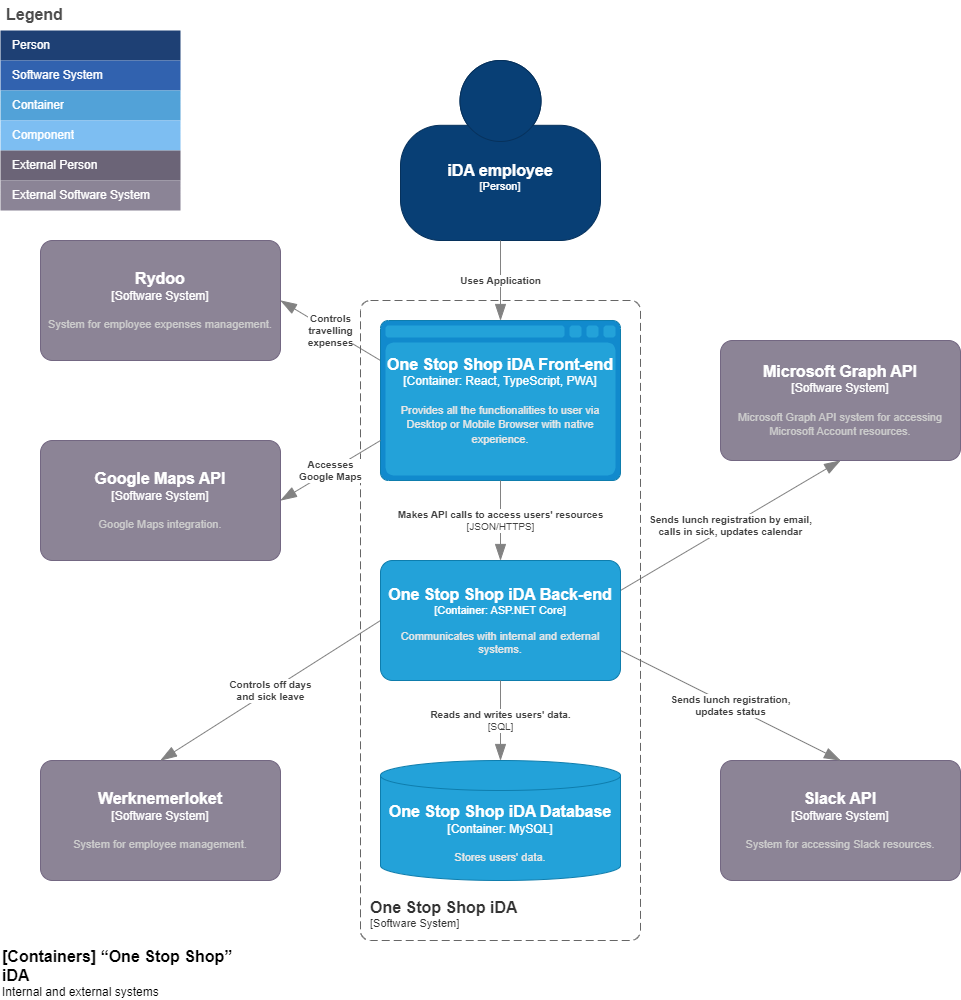 Legend
Person
Software System
Container
Component
External Person
External Software System
iDA employee
[Person]
Uses Application
Rydoo
[Software System]
System for employee expenses management.
Controls
travelling
expenses
One Stop Shop iDA Front-end
[Container: React, TypeScript, PWA]
Provides all the functionalities to user via
Desktop or Mobile Browser with native
experience.
Microsoft Graph API
[Software System]
Microsoft Graph API system for accessing
Microsoft Account resources.
Google Maps API
[Software System]
Google Maps integration.
Accesses
Google Maps
Makes API calls to access users' resources
[JSON/HTTPS]
Sends lunch registration by email,
calls in sick, updates calendar
One Stop Shop iDA Back-end
[Container: ASP.NET Core]
Communicates with internal and external
systems.
Controls off days
and sick leave
Reads and writes users' data.
[SQL]
Sends lunch registration,
updates status
Werknemerloket
[Software System]
System for employee management.
One Stop Shop iDA Database
[Container: MySQL]
Stores users' data.
Slack API
[Software System]
System for accessing Slack resources.
One Stop Shop iDA
[Software System]
[Containers] “One Stop Shop”
iDA
Internal and external systems